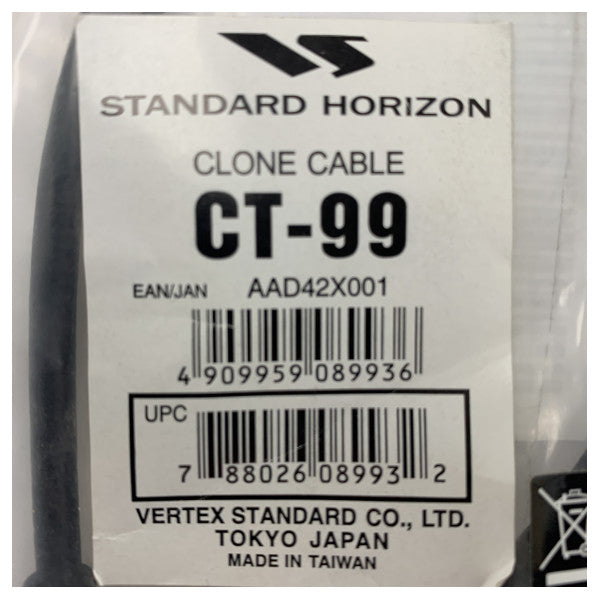 VS
STANDARD HORIZON
CLONE CABLE
CT-99
EAN/JAN AAD42X001
4 909959 089936
UPC
7 88026 08993 2
VERTEX STANDARD CO., LTD.
TOKYO JAPAN
MADE IN TAIWAN